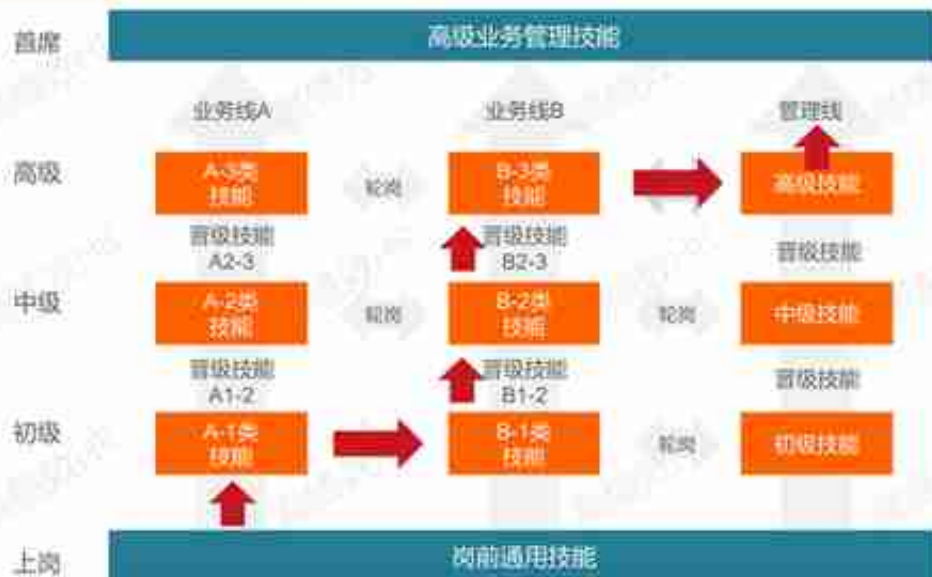 首席
高级业务管理技能
业务线A
业务线B
管理线
高级
A-3类
技能
轮岗
B-3类
技能
高级技能
晋级技能
A2-3
晋级技能
B2-3
晋级技能
中级
A-2类
技能
轮岗
B-2类
技能
轮岗
中级技能
晋级技能
A1-2
晋级技能
B1-2
晋级技能
初级
A-1类
技能
B-1类
技能
轮岗
初级技能
上岗
岗前通用技能